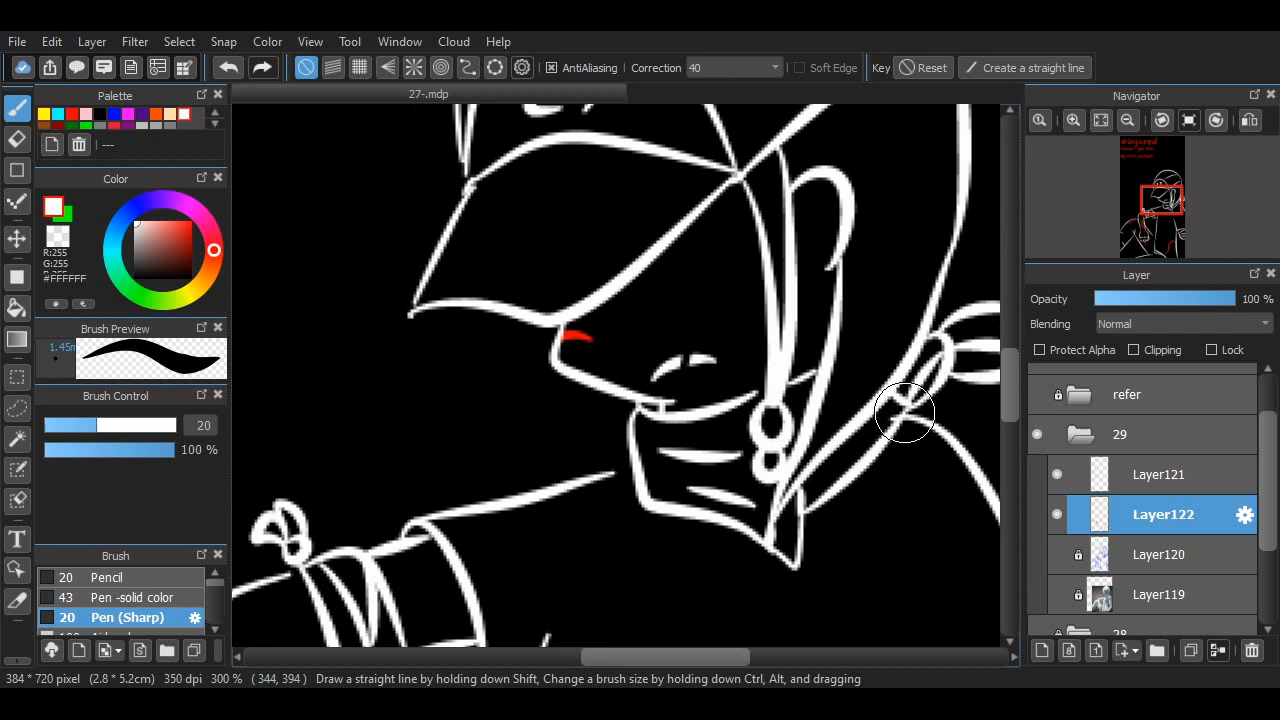 File Edit Layer Filter Select Snap Color View Tool Window Cloud Help
AntiAliasing Correction 40 Soft Edge Key Reset Create a straight line
Palette
27-.mdp
Navigator
---
Color
R:255
G:255
#FFFFFF
Layer
Opacity 100 %
Blending Normal
Protect Alpha Clipping Lock
Brush Preview
1.45m
Brush Control
20
100 %
refer
29
Layer121
Layer122
Layer120
Layer119
Brush
20 Pencil
43 Pen -solid color
20 Pen (Sharp)
384 * 720 pixel (2.8 * 5.2cm) 350 dpi 300 % ( 344, 394 ) Draw a straight line by holding down Shift, Change a brush size by holding down Ctrl, Alt, and dragging